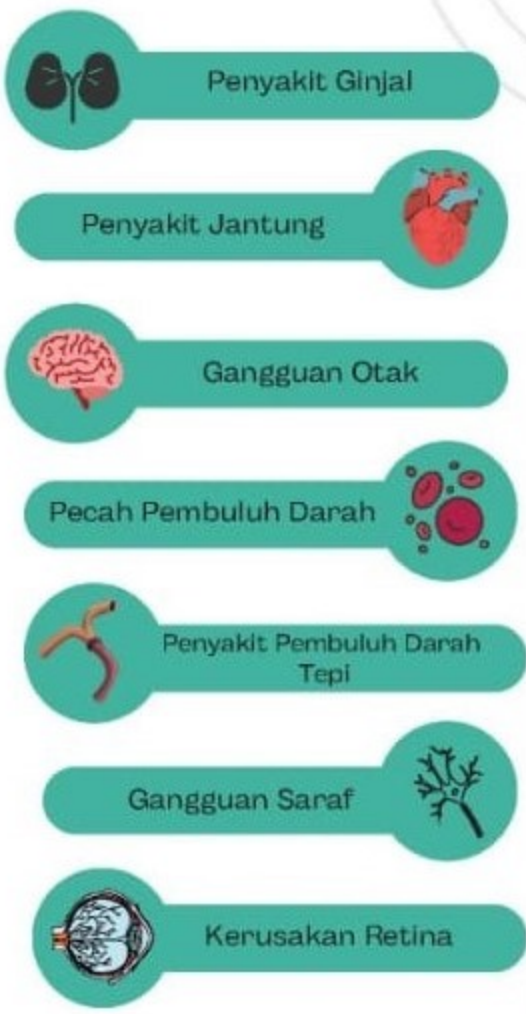 Penyakit Ginjal
Penyakit Jantung
Gangguan Otak
Pecah Pembuluh Darah
Penyakit Pembuluh Darah
Tepi
Gangguan Saraf
Kerusakan Retina